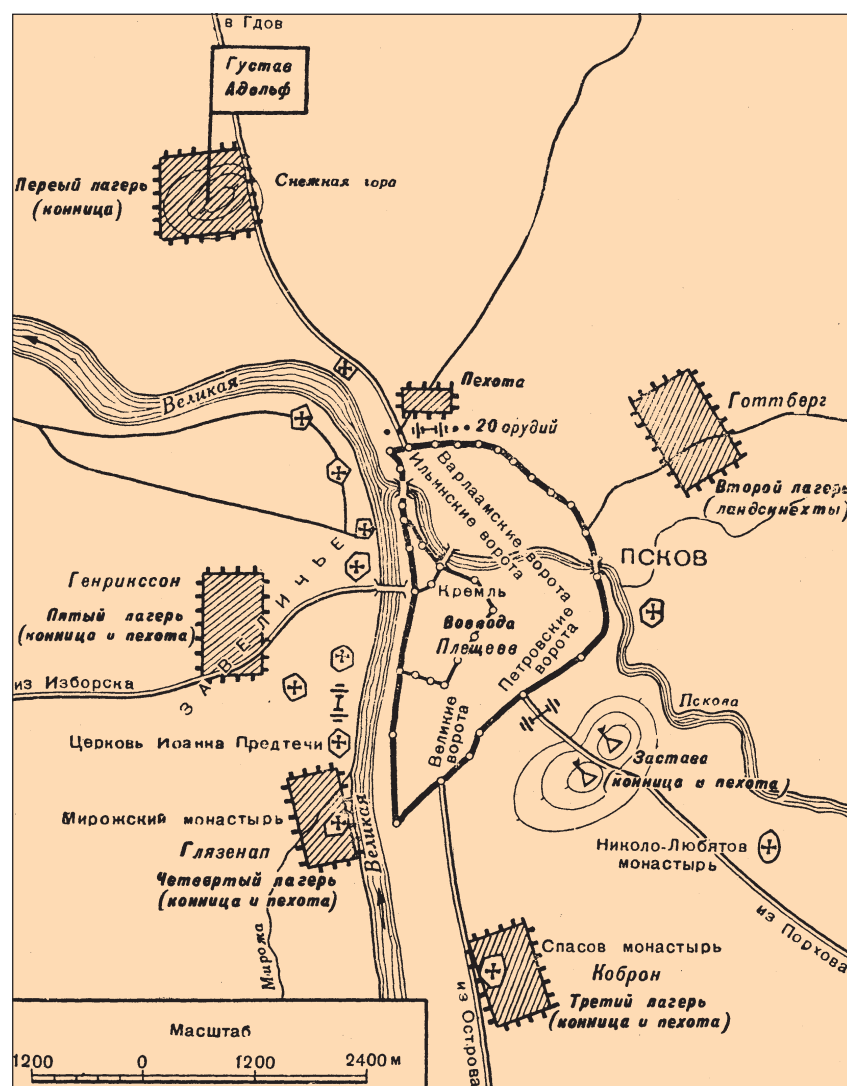 в Гдов
Густав
Адольф
Первый лагерь
(конница)
Снежная гора
Великая
Пехота
20 орудий
Готтберг
Второй лагерь
(ландскнехты)
Варлаамские ворота
Ильинские ворота
ПСКОВ
Генрикссон
Пятый лагерь
(конница и пехота)
ЗАВЕЛИЧЬЕ
Кремль
Воевода
Плещеев
Петровские
ворота
из Изборска
Великие
ворота
Пскова
Церковь Иоанна Предтечи
Застава
(конница и пехота)
Мирожский монастырь
Глязенап
Четвертый лагерь
(конница и пехота)
Великая
Николо-Любятов
монастырь
из Порхова
Мирожа
Спасов монастырь
Коброн
Третий лагерь
(конница и пехота)
из Острова
Масштаб
1200 0 1200 2400 м